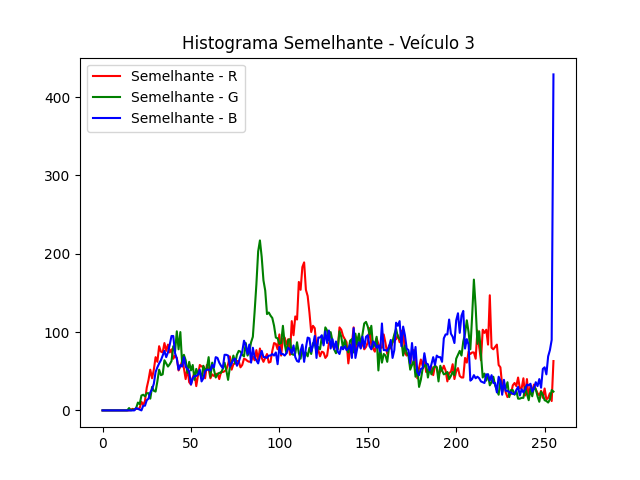 Histograma Semelhante - Veículo 3
Semelhante - R
Semelhante - G
Semelhante - B
400
300
200
100
0
0 50 100 150 200 250